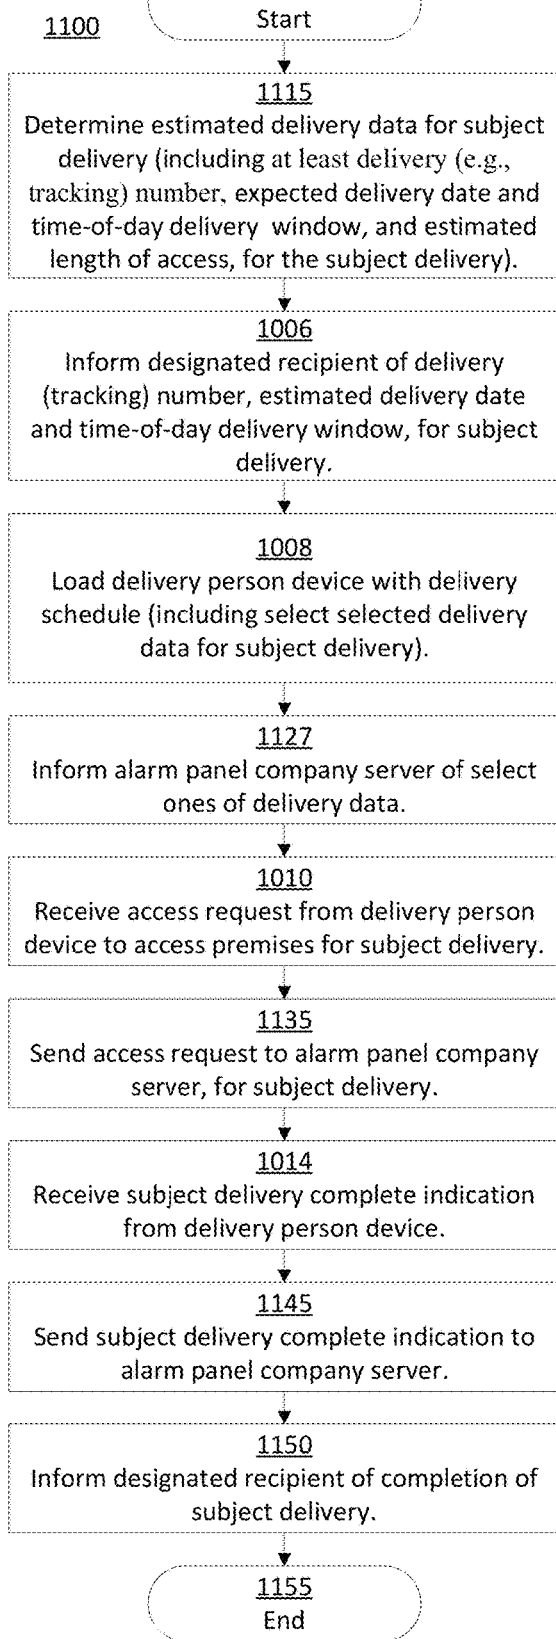 1100
Start
1115
Determine estimated delivery data for subject
delivery (including at least delivery (e.g.,
tracking) number, expected delivery date and
time-of-day delivery window, and estimated
length of access, for the subject delivery).
1006
Inform designated recipient of delivery
(tracking) number, estimated delivery date
and time-of-day delivery window, for subject
delivery.
1008
Load delivery person device with delivery
schedule (including select selected delivery
data for subject delivery).
1127
Inform alarm panel company server of select
ones of delivery data.
1010
Receive access request from delivery person
device to access premises for subject delivery.
1135
Send access request to alarm panel company
server, for subject delivery.
1014
Receive subject delivery complete indication
from delivery person device.
1145
Send subject delivery complete indication to
alarm panel company server.
1150
Inform designated recipient of completion of
subject delivery.
1155
End